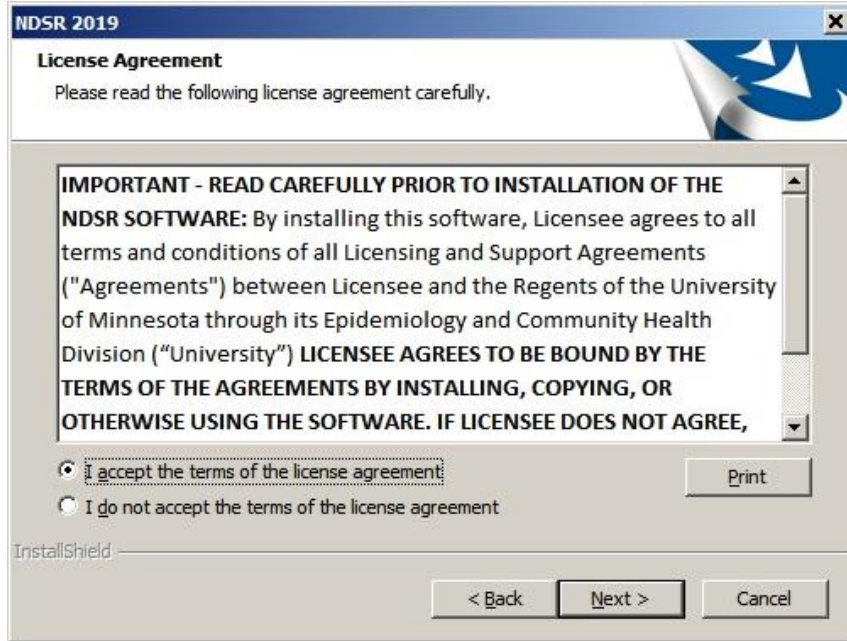 NDSR 2019
License Agreement
Please read the following license agreement carefully.
IMPORTANT - READ CAREFULLY PRIOR TO INSTALLATION OF THE
NDSR SOFTWARE: By installing this software, Licensee agrees to all
terms and conditions of all Licensing and Support Agreements
("Agreements") between Licensee and the Regents of the University
of Minnesota through its Epidemiology and Community Health
Division (“University”) LICENSEE AGREES TO BE BOUND BY THE
TERMS OF THE AGREEMENTS BY INSTALLING, COPYING, OR
OTHERWISE USING THE SOFTWARE. IF LICENSEE DOES NOT AGREE,
I accept the terms of the license agreement
Print
I do not accept the terms of the license agreement
InstallShield
< Back Next > Cancel